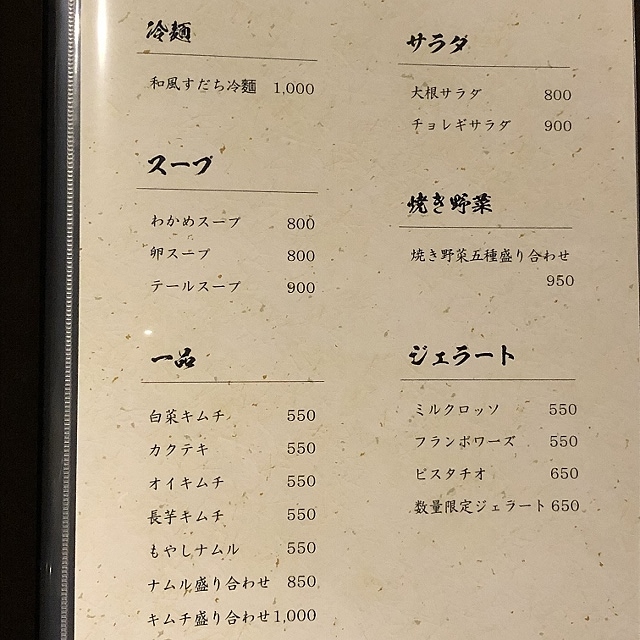 冷麺
和風すだち冷麺 1,000
スープ
わかめスープ 800
卵スープ 800
テールスープ 900
一品
白菜キムチ 550
カクテキ 550
オイキムチ 550
長芋キムチ 550
もやしナムル 550
ナムル盛り合わせ 850
キムチ盛り合わせ 1,000
サラダ
大根サラダ 800
チョレギサラダ 900
焼き野菜
焼き野菜五種盛り合わせ
950
ジェラート
ミルクロッソ 550
フランボワーズ 550
ピスタチオ 650
数量限定ジェラート 650